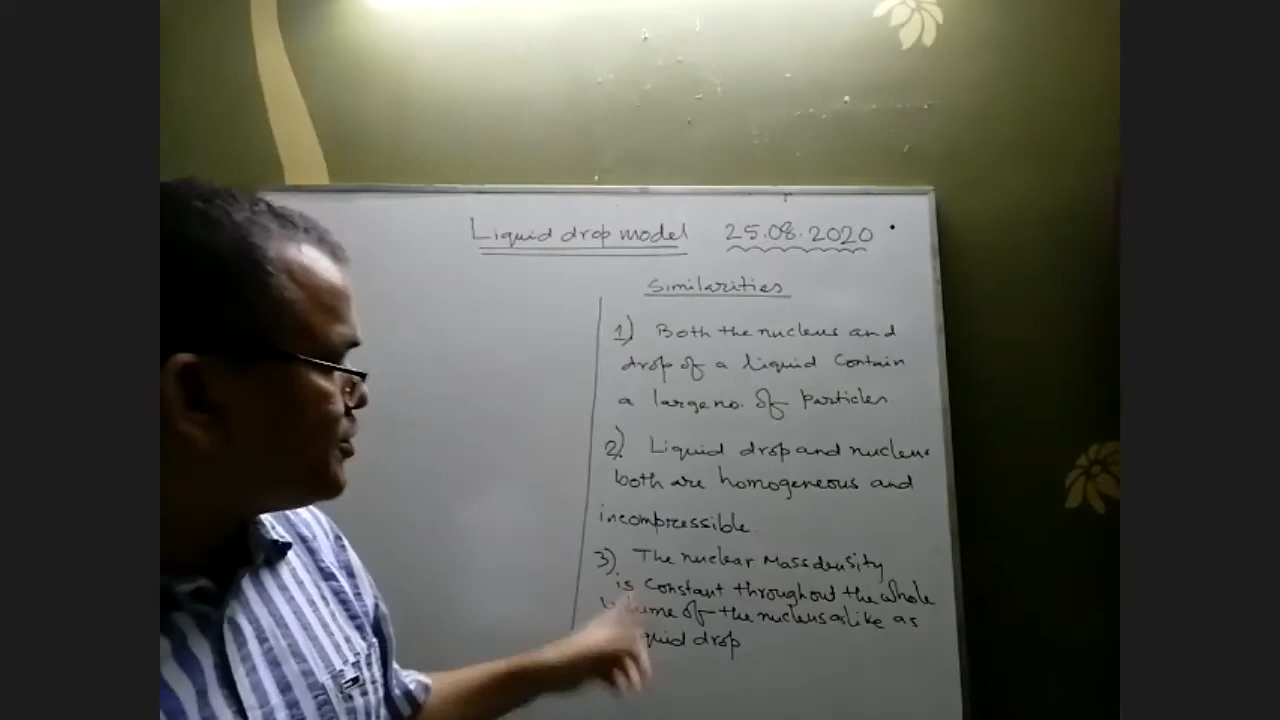 Liquid drop model 25.08.2020
Similarities
1) Both the nucleus and
drop of a liquid contain
a large no. of particles
2) Liquid drop and nucleus
both are homogeneous and
incompressible.
3) The nuclear Mass density
is constant throughout the whole
of the nucleus alike as
drop